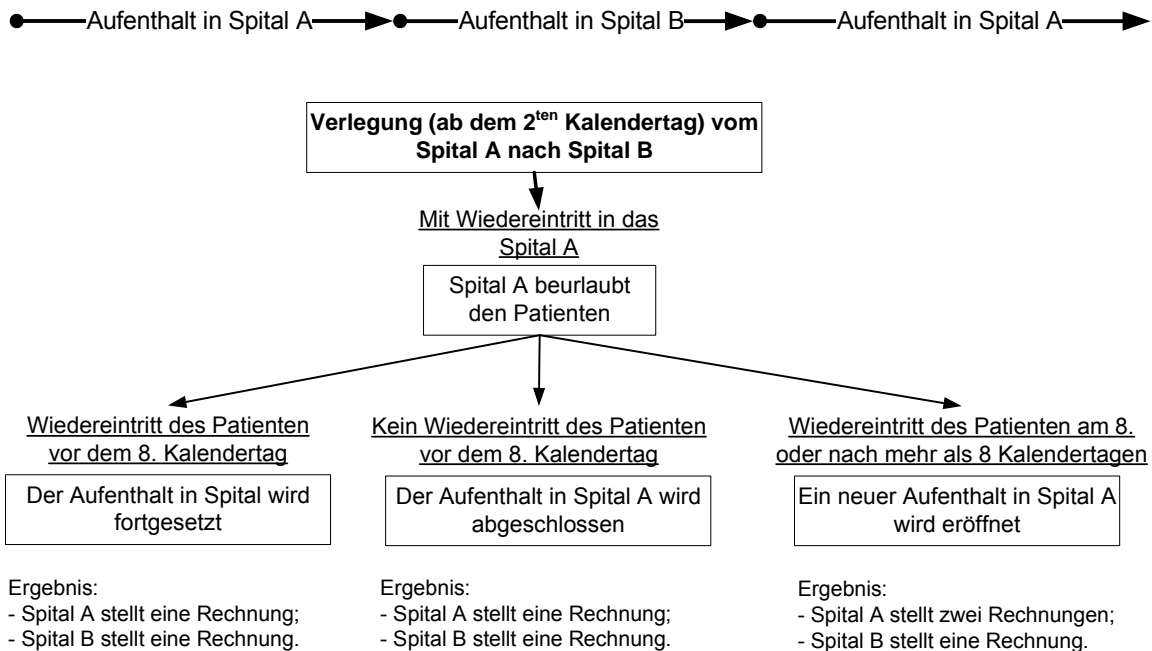 Aufenthalt in Spital A Aufenthalt in Spital B Aufenthalt in Spital A
Verlegung (ab dem 2ten Kalendertag) vom
Spital A nach Spital B
Mit Wiedereintritt in das
Spital A
Spital A beurlaubt
den Patienten
Wiedereintritt des Patienten
vor dem 8. Kalendertag
Der Aufenthalt in Spital wird
fortgesetzt
Ergebnis:
- Spital A stellt eine Rechnung;
- Spital B stellt eine Rechnung.
Kein Wiedereintritt des Patienten
vor dem 8. Kalendertag
Der Aufenthalt in Spital A wird
abgeschlossen
Ergebnis:
- Spital A stellt eine Rechnung;
- Spital B stellt eine Rechnung.
Wiedereintritt des Patienten am 8.
oder nach mehr als 8 Kalendertagen
Ein neuer Aufenthalt in Spital A
wird eröffnet
Ergebnis:
- Spital A stellt zwei Rechnungen;
- Spital B stellt eine Rechnung.